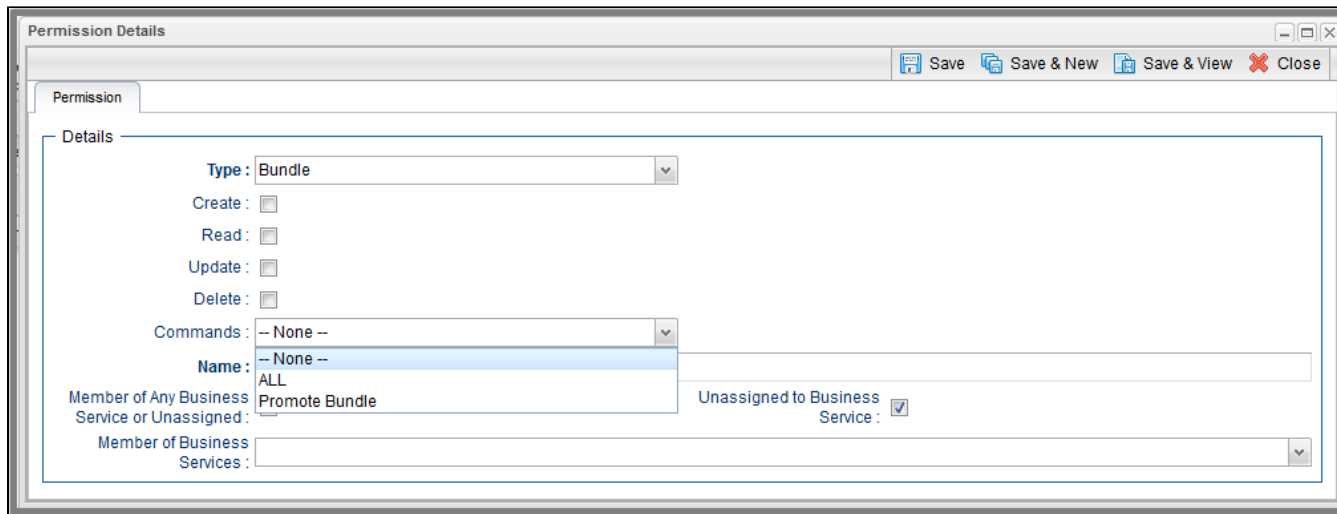 Permission Details
Save Save & New Save & View Close
Permission
Details
Type : Bundle
Create :
Read :
Update :
Delete :
Commands : -- None --
-- None --
Name :
ALL
Promote Bundle
Member of Any Business
Service or Unassigned :
Unassigned to Business
Service :
Member of Business
Services :